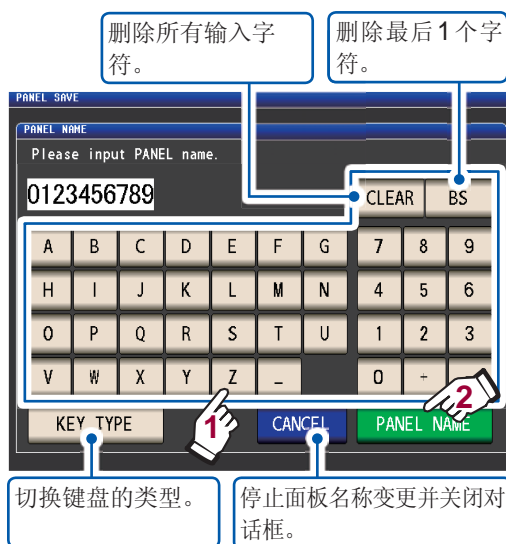 删除所有输入字
符。
删除最后1个字
符。
PANEL SAVE
PANEL NAME
Please input PANEL name.
0123456789
CLEAR BS
A B C D E F G 7 8 9
H I J K L M N 4 5 6
O P Q R S T U 1 2 3
V W X Y Z _ 0 +
1
2
KEY TYPE CANCEL PANEL NAME
切换键盘的类型。
停止面板名称变更并关闭对
话框。